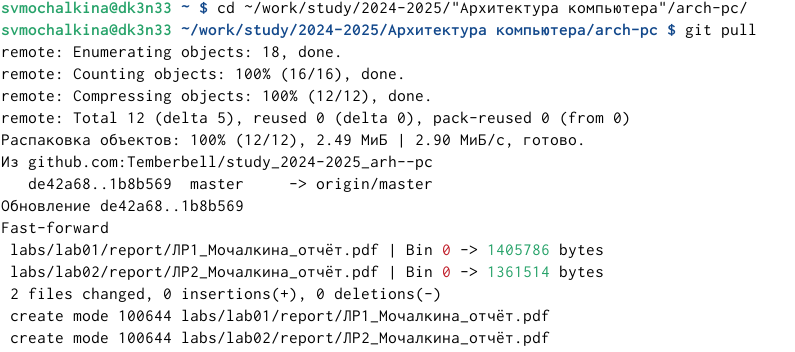 svmochalkina@dk3n33 ~ $ cd ~/work/study/2024-2025/"Архитектура компьютера"/arch-pc/
svmochalkina@dk3n33 ~/work/study/2024-2025/Архитектура компьютера/arch-pc $ git pull
remote: Enumerating objects: 18, done.
remote: Counting objects: 100% (16/16), done.
remote: Compressing objects: 100% (12/12), done.
remote: Total 12 (delta 5), reused 0 (delta 0), pack-reused 0 (from 0)
Распаковка объектов: 100% (12/12), 2.49 МиБ | 2.90 МиБ/с, готово.
Из github.com:Temberbell/study_2024-2025_arh--pc
   de42a68..1b8b569  master     -> origin/master
Обновление de42a68..1b8b569
Fast-forward
 labs/lab01/report/ЛР1_Мочалкина_отчёт.pdf | Bin 0 -> 1405786 bytes
 labs/lab02/report/ЛР2_Мочалкина_отчёт.pdf | Bin 0 -> 1361514 bytes
 2 files changed, 0 insertions(+), 0 deletions(-)
 create mode 100644 labs/lab01/report/ЛР1_Мочалкина_отчёт.pdf
 create mode 100644 labs/lab02/report/ЛР2_Мочалкина_отчёт.pdf